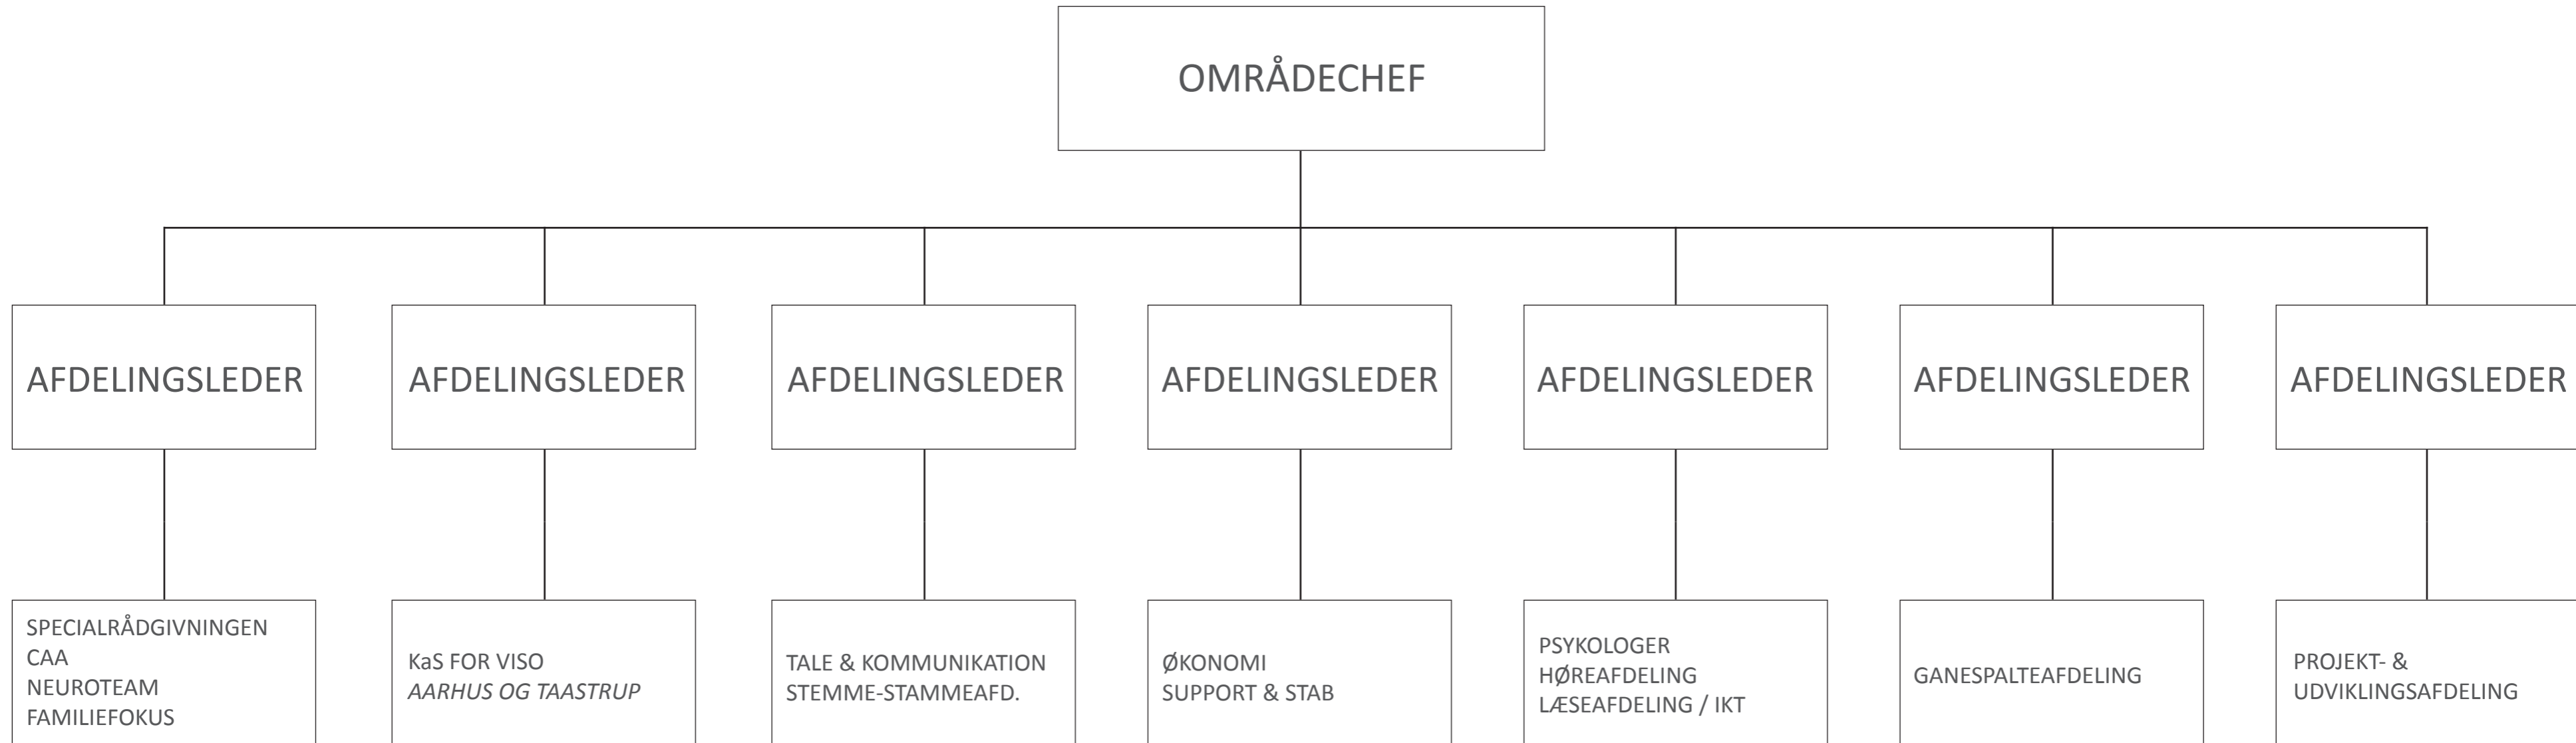 OMRÅDECHEF
AFDELINGSLEDER
AFDELINGSLEDER
AFDELINGSLEDER
AFDELINGSLEDER
AFDELINGSLEDER
AFDELINGSLEDER
AFDELINGSLEDER
SPECIALRÅDGIVNINGEN
CAA
NEUROTEAM
FAMILIEFOKUS
KaS FOR VISO
AARHUS OG TAASTRUP
TALE & KOMMUNIKATION
STEMME-STAMMEAFD.
ØKONOMI
SUPPORT & STAB
PSYKOLOGER
HØREAFDELING
LÆSEAFDELING / IKT
GANESPALTEAFDELING
PROJEKT- &
UDVIKLINGSAFDELING